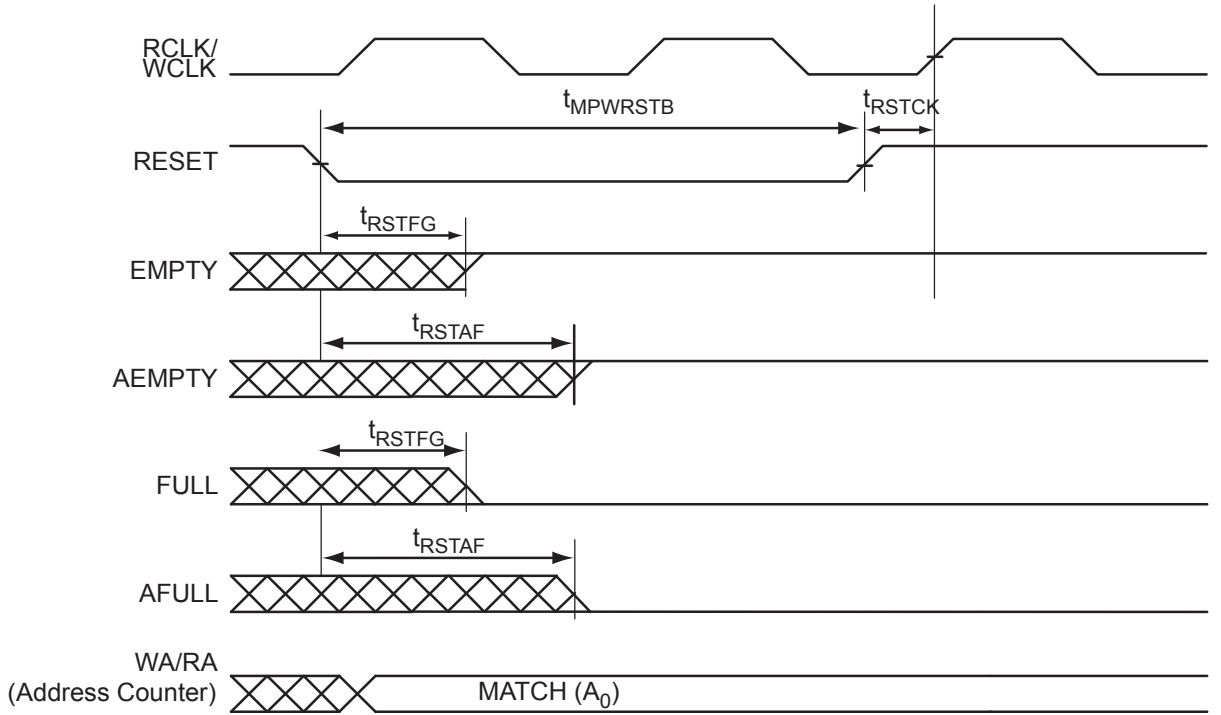 RCLK/
WCLK
tMPWRSTB
tRSTCK
RESET
tRSTFG
EMPTY
tRSTAF
AEMPTY
tRSTFG
FULL
tRSTAF
AFULL
WA/RA
(Address Counter)
MATCH (A0)